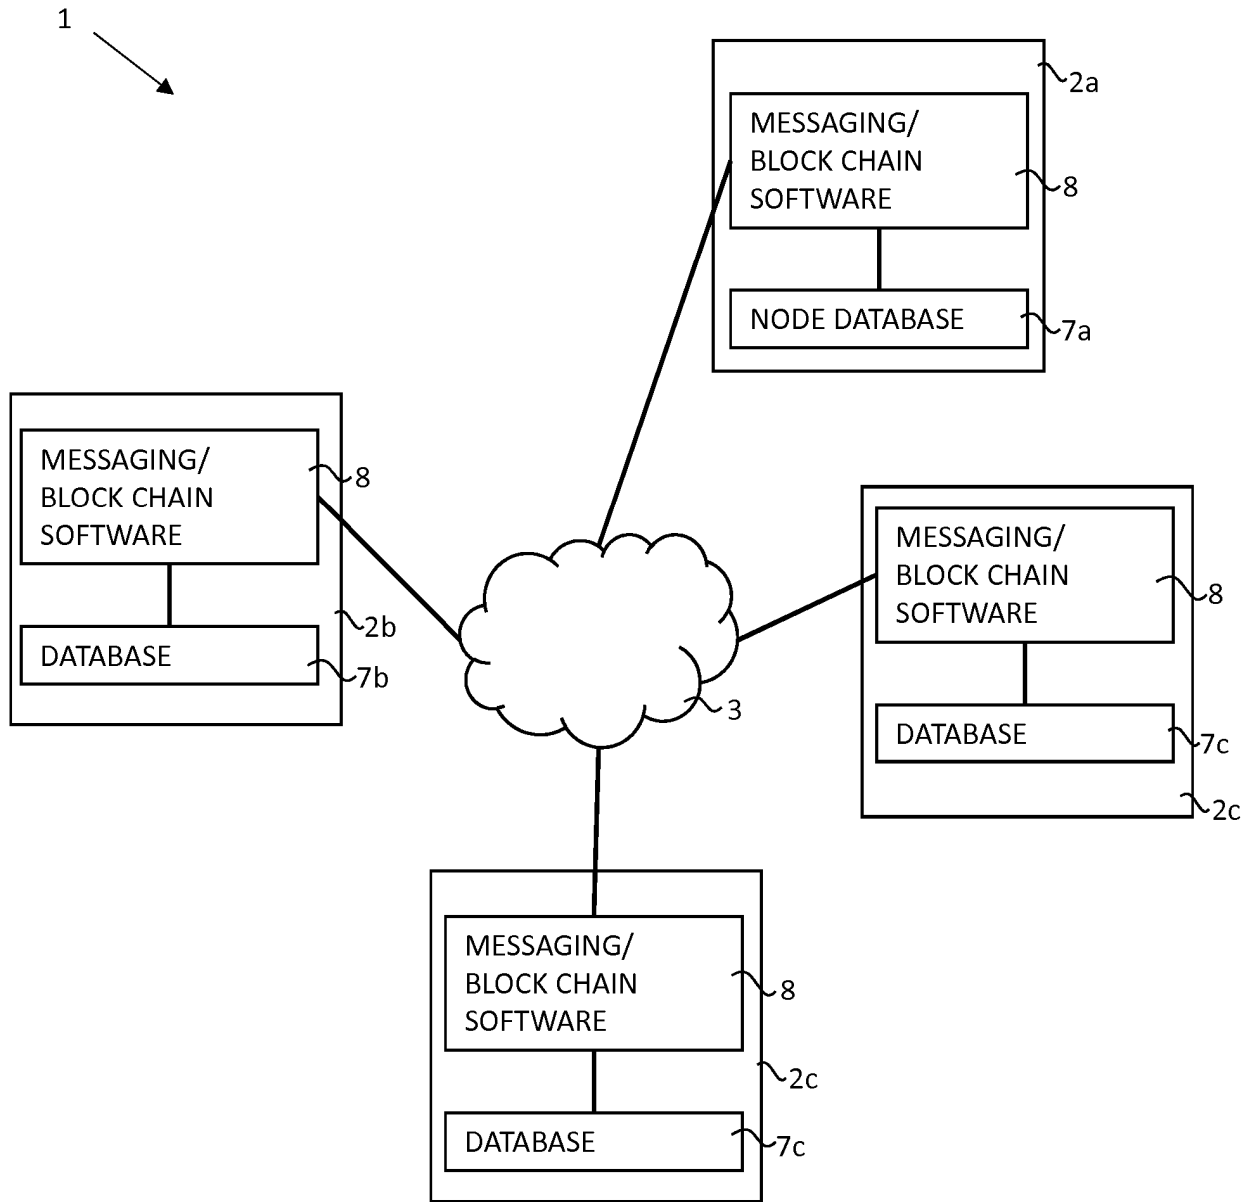 1
2a
MESSAGING/
BLOCK CHAIN
SOFTWARE
8
NODE DATABASE
7a
MESSAGING/
BLOCK CHAIN
SOFTWARE
8
2b
DATABASE
7b
MESSAGING/
BLOCK CHAIN
SOFTWARE
8
DATABASE
7c
2c
3
MESSAGING/
BLOCK CHAIN
SOFTWARE
8
2c
DATABASE
7c